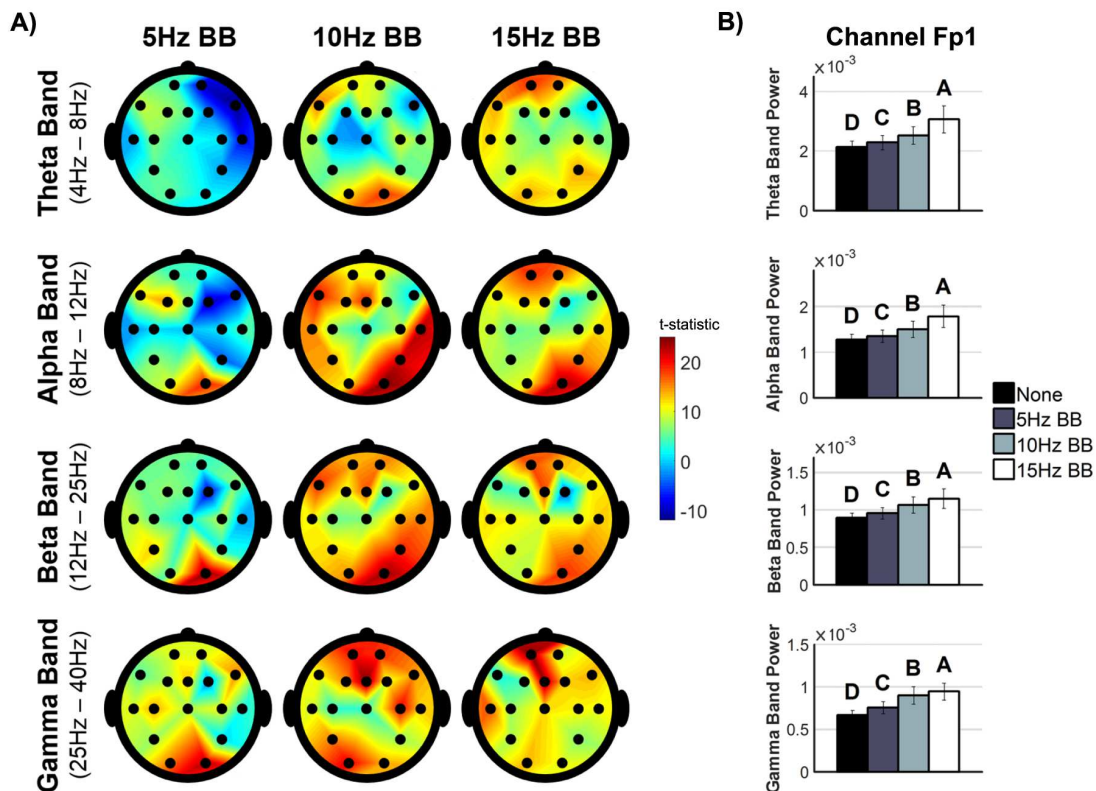 A)
5Hz BB 10Hz BB 15Hz BB
Theta Band
(4Hz – 8Hz)
Alpha Band
(8Hz – 12Hz)
Beta Band
(12Hz – 25Hz)
Gamma Band
(25Hz – 40Hz)
t-statistic
20
10
0
-10
B)
Channel Fp1
×10-3
Theta Band Power
4
2
0
D C B A
×10-3
Alpha Band Power
2
1
0
D C B A
None
5Hz BB
10Hz BB
15Hz BB
×10-3
Beta Band Power
1.5
1
0.5
0
D C B A
×10-3
Gamma Band Power
1.5
1
0.5
0
D C B A